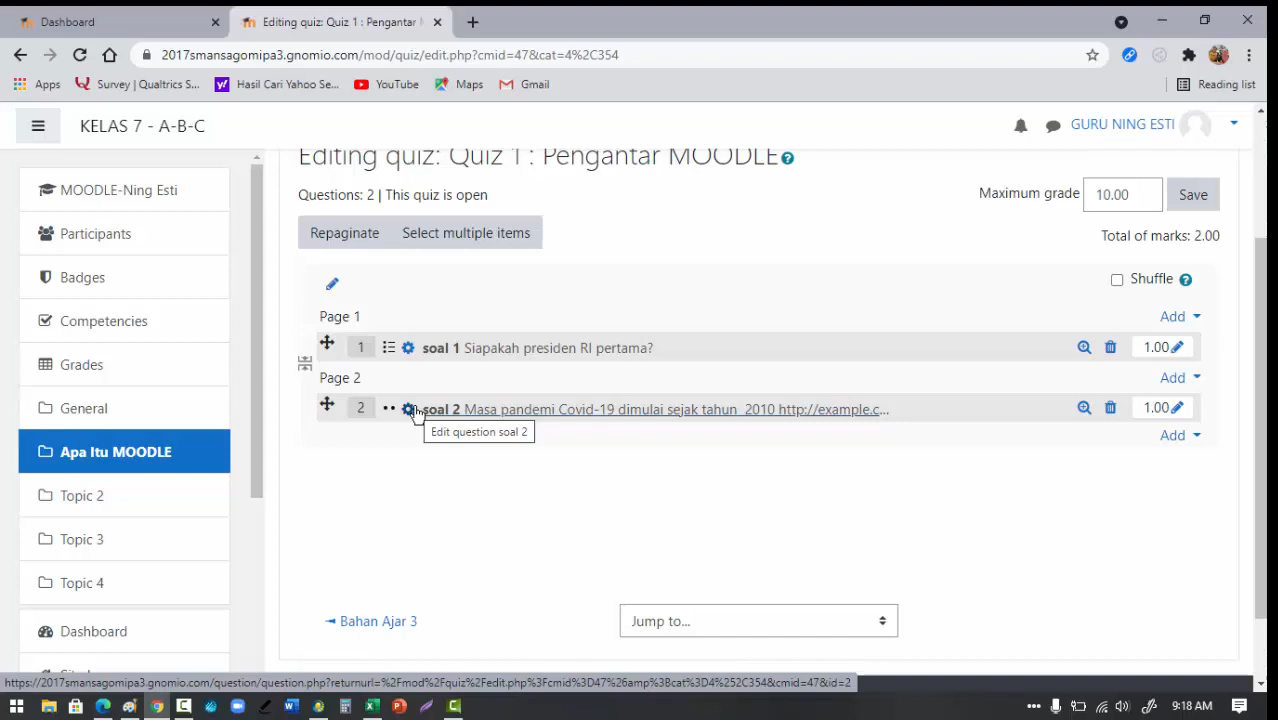 Dashboard
Editing quiz: Quiz 1 : Pengantar M
2017smansagomipa3.gnomio.com/mod/quiz/edit.php?cmid=47&cat=4%2C354
Apps
Survey | Qualtrics S...
Hasil Cari Yahoo Se...
YouTube
Maps
Gmail
Reading list
KELAS 7 - A-B-C
GURU NING ESTI
MOODLE-Ning Esti
Participants
Badges
Competencies
Grades
General
Apa Itu MOODLE
Topic 2
Topic 3
Topic 4
Dashboard
Editing quiz: Quiz 1 : Pengantar MOODLE
Questions: 2 | This quiz is open
Maximum grade 10.00 Save
Repaginate Select multiple items
Total of marks: 2.00
Shuffle
Page 1 Add
1 soal 1 Siapakah presiden RI pertama? 1.00
Page 2 Add
2 soal 2 Masa pandemi Covid-19 dimulai sejak tahun 2010 http://example.c... 1.00
Edit question soal 2
Add
Bahan Ajar 3
Jump to...
https://2017smansagomipa3.gnomio.com/question/question.php?returnurl=%2Fmod%2Fquiz%2Fedit.php%3Fcmid%3D47%26amp%3Bcat%3D4%252C354&cmid=47&id=2
9:18 AM